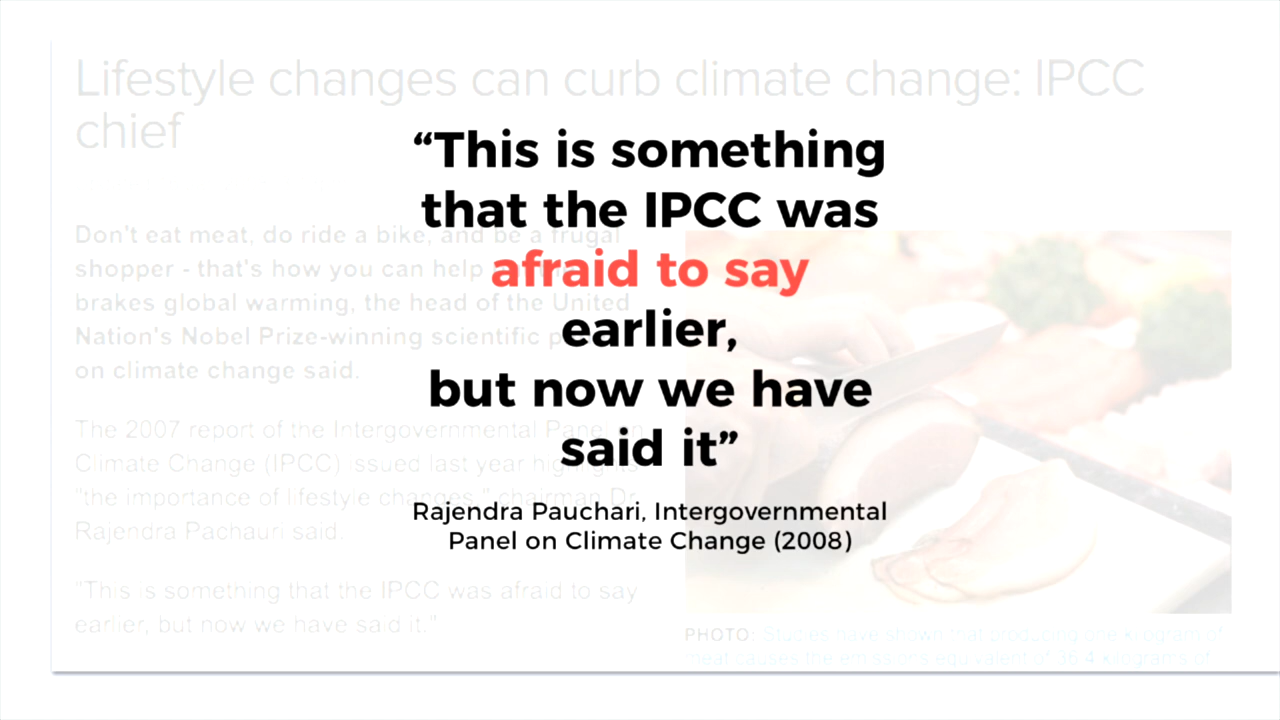 Lifestyle changes can curb climate change: IPCC
chief
“This is something
that the IPCC was
afraid to say
earlier,
but now we have
said it”
Rajendra Pauchari, Intergovernmental
Panel on Climate Change (2008)
Don't eat meat, do ride a bike, and be a frugal
shopper - that's how you can help
brakes global warming, the head of the United
Nation's Nobel Prize-winning scientific
on climate change said.
The 2007 report of the Intergovernmental Panel on
Climate Change (IPCC) issued last year highlights
"the importance of lifestyle changes," chairman Dr
Rajendra Pachauri said.
"This is something that the IPCC was afraid to say
earlier, but now we have said it."
PHOTO: Studies have shown that producing one kilogram of
meat causes the emissions equivalent of 36.4 kilograms of